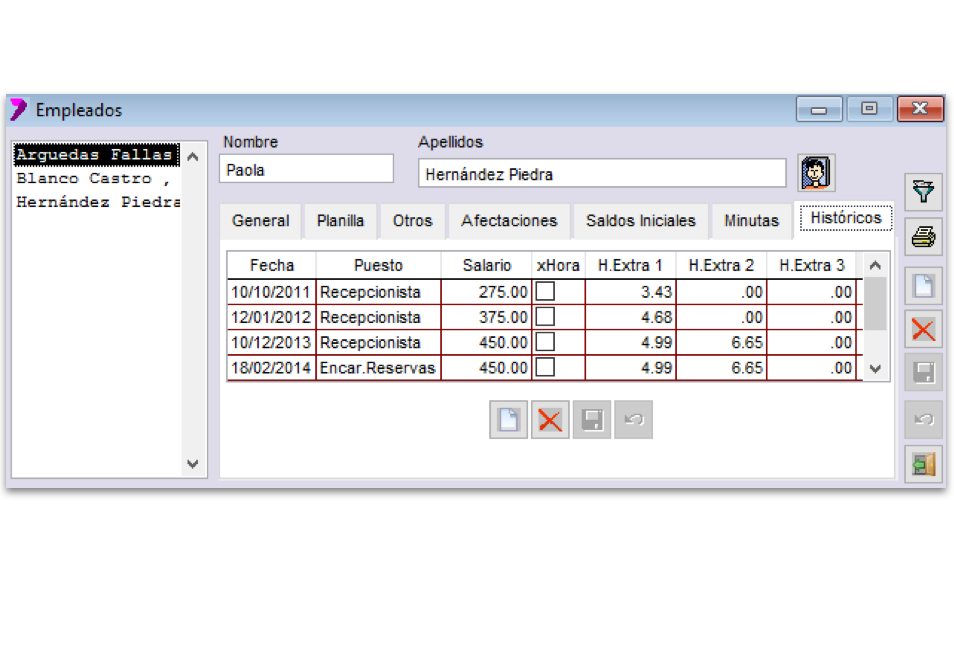 Empleados
Arguedas Fallas
Blanco Castro ,
Hernández Piedra
Nombre
Apellidos
Paola
Hernández Piedra
General Planilla Otros Afectaciones Saldos Iniciales Minutas Históricos
Fecha Puesto Salario xHora H.Extra 1 H.Extra 2 H.Extra 3
10/10/2011 Recepcionista 275.00 3.43 .00 .00
12/01/2012 Recepcionista 375.00 4.68 .00 .00
10/12/2013 Recepcionista 450.00 4.99 6.65 .00
18/02/2014 Encar.Reservas 450.00 4.99 6.65 .00